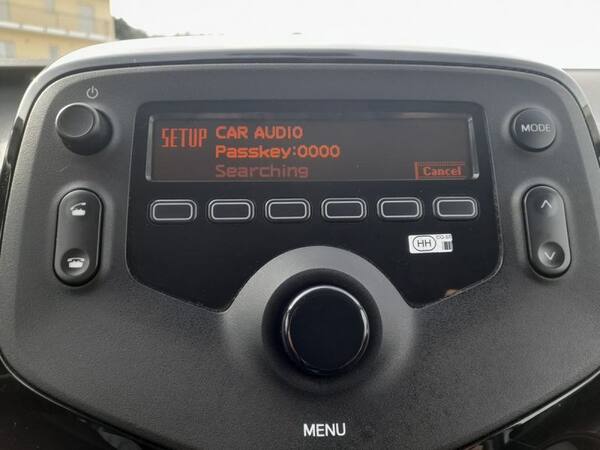 SETUP CAR AUDIO
Passkey:0000
Searching
Cancel
MODE
HH
MENU